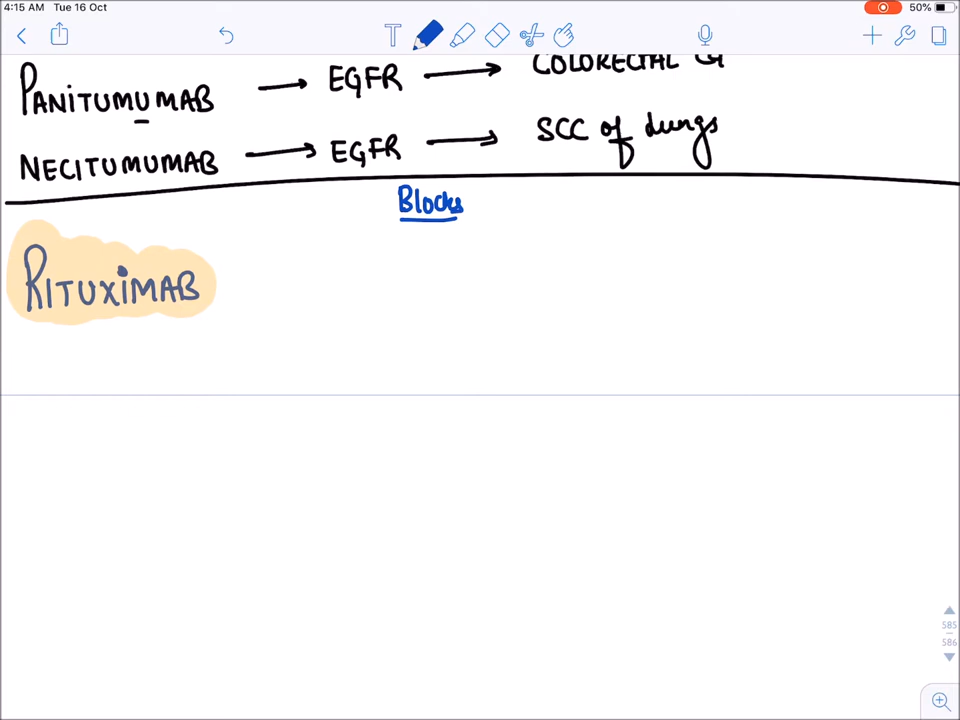 4:15 AM Tue 16 Oct 50%
T
PANITUMUMAB → EGFR → COLORECTAL
NECITUMUMAB → EGFR → SCC of lungs
Blocks
RITUXIMAB
585
586